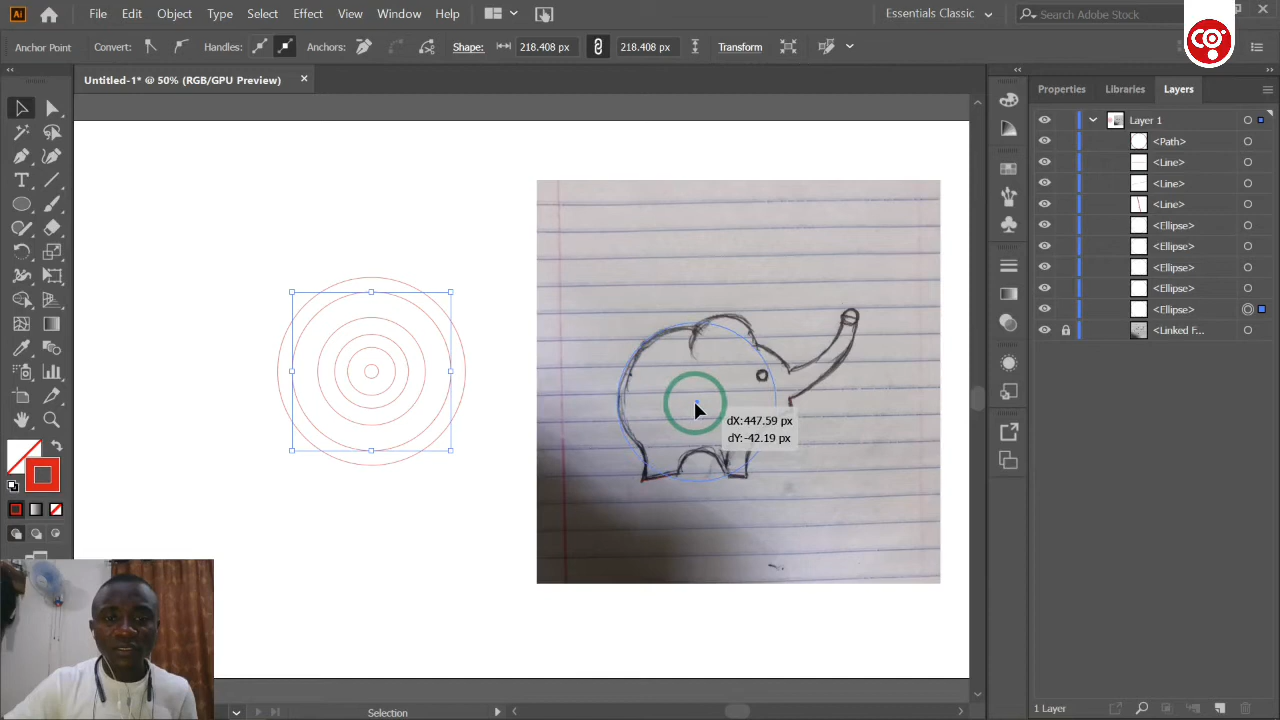 Ai File Edit Object Type Select Effect View Window Help Essentials Classic Search Adobe Stock
Anchor Point Convert: Handles: Anchors: Shape: 218.408 px 218.408 px Transform
Untitled-1* @ 50% (RGB/GPU Preview)
Properties Libraries Layers
Layer 1
<Path>
<Line>
<Line>
<Line>
<Ellipse>
<Ellipse>
<Ellipse>
<Ellipse>
<Ellipse>
<Linked F...
dX:447.59 px
dY:-42.19 px
Selection
1 Layer